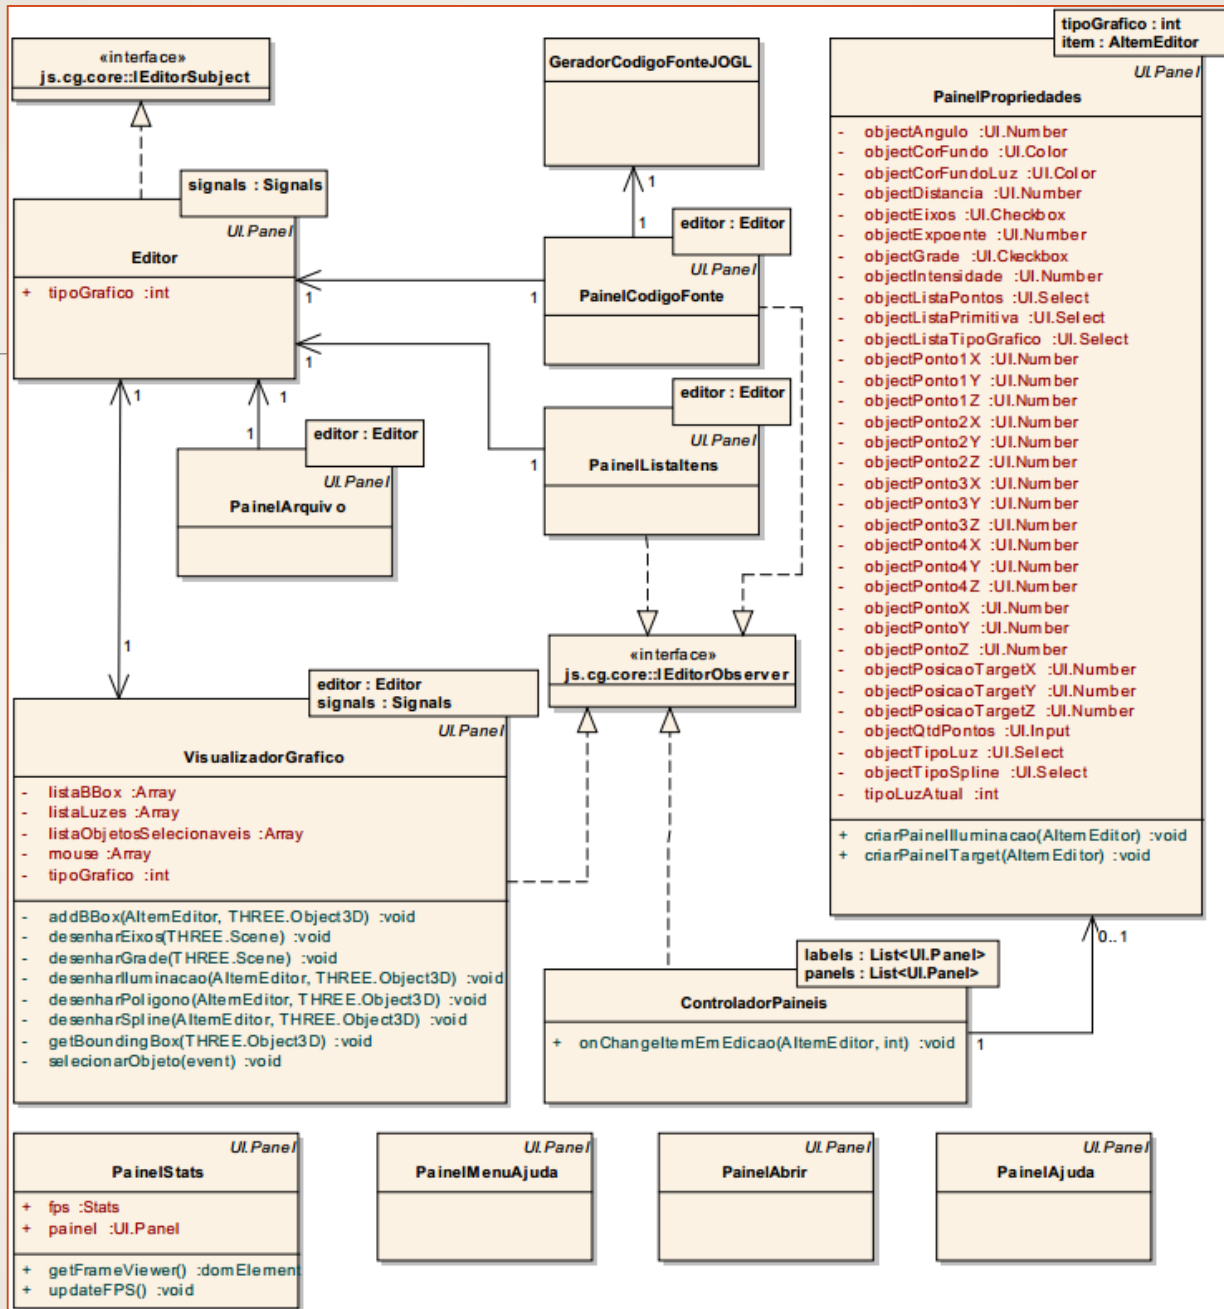 «interface»
js.cg.core::IEditorSubject
signals : Signals
UI.Panel
Editor
+ tipoGrafico :int
GeradorCodigoFonteJOGL
1
1
editor : Editor
UI.Panel
PainelCodigoFonte
1
1
editor : Editor
UI.Panel
PainelListaItens
1
1
editor : Editor
UI.Panel
PainelArquivo
1
1
1
1
«interface»
js.cg.core::IEditorObserver
editor : Editor
signals : Signals
UI.Panel
VisualizadorGrafico
- listaBBox :Array
- listaLuzes :Array
- listaObjetosSelecionaveis :Array
- mouse :Array
- tipoGrafico :int
- addBBox(AItemEditor, THREE.Object3D) :void
- desenharEixos(THREE.Scene) :void
- desenharGrade(THREE.Scene) :void
- desenharIluminacao(AItemEditor, THREE.Object3D) :void
- desenharPoligono(AItemEditor, THREE.Object3D) :void
- desenharSpline(AItemEditor, THREE.Object3D) :void
- getBoundingBox(THREE.Object3D) :void
- selecionarObjeto(event) :void
tipoGrafico : int
item : AItemEditor
UI.Panel
PainelPropriedades
- objectAngulo :UI.Number
- objectCorFundo :UI.Color
- objectCorFundoLuz :UI.Color
- objectDistancia :UI.Number
- objectEixos :UI.Checkbox
- objectExpoente :UI.Number
- objectGrade :UI.Ckeckbox
- objectIntensidade :UI.Number
- objectListaPontos :UI.Select
- objectListaPrimitiva :UI.Select
- objectListaTipoGrafico :UI.Select
- objectPonto1X :UI.Number
- objectPonto1Y :UI.Number
- objectPonto1Z :UI.Number
- objectPonto2X :UI.Number
- objectPonto2Y :UI.Number
- objectPonto2Z :UI.Number
- objectPonto3X :UI.Number
- objectPonto3Y :UI.Number
- objectPonto3Z :UI.Number
- objectPonto4X :UI.Number
- objectPonto4Y :UI.Number
- objectPonto4Z :UI.Number
- objectPontoX :UI.Number
- objectPontoY :UI.Number
- objectPontoZ :UI.Number
- objectPosicaoTargetX :UI.Number
- objectPosicaoTargetY :UI.Number
- objectPosicaoTargetZ :UI.Number
- objectQtdPontos :UI.Input
- objectTipoLuz :UI.Select
- objectTipoSpline :UI.Select
- tipoLuzAtual :int
+ criarPainelIluminacao(AItemEditor) :void
+ criarPainelTarget(AItemEditor) :void
0..1
labels : List<UI.Panel>
panels : List<UI.Panel>
ControladorPaineis
+ onChangeItemEmEdicao(AItemEditor, int) :void
1
UI.Panel
PainelStats
+ fps :Stats
+ painel :UI.Panel
+ getFrameViewer() :domElement
+ updateFPS() :void
UI.Panel
PainelMenuAjuda
UI.Panel
PainelAbrir
UI.Panel
PainelAjuda